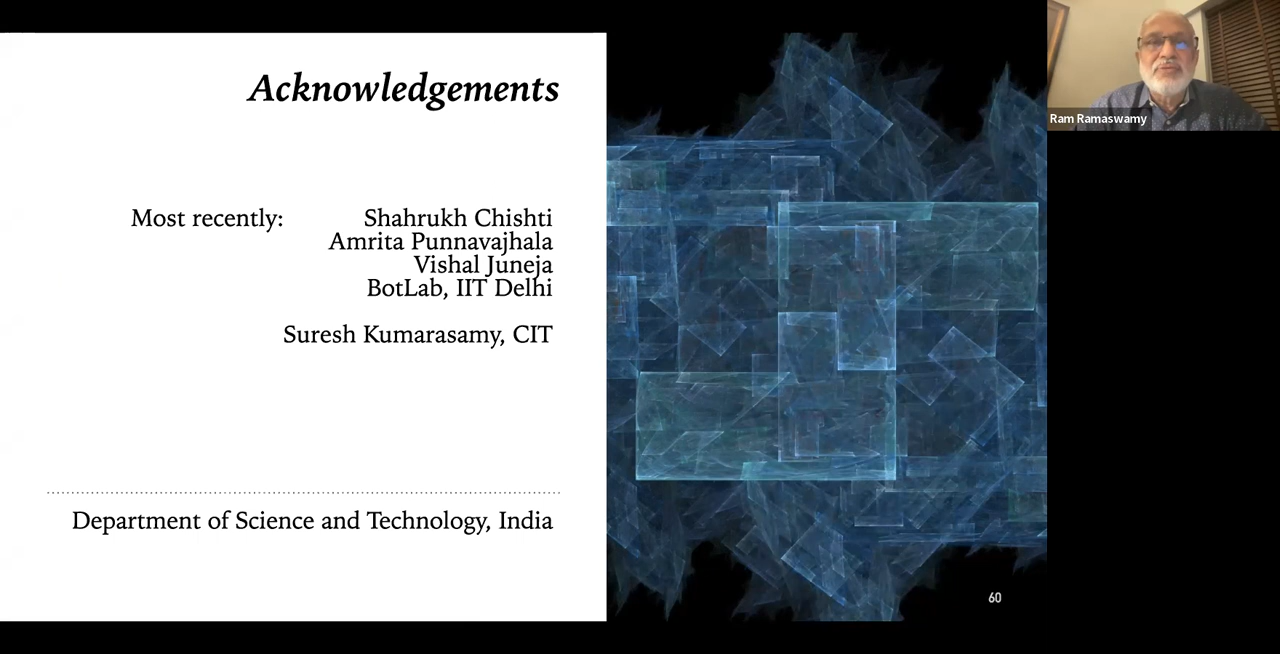 Acknowledgements
Most recently: Shahrukh Chishti
Amrita Punnavajhala
Vishal Juneja
BotLab, IIT Delhi
Suresh Kumarasamy, CIT
Department of Science and Technology, India
60
Ram Ramaswamy